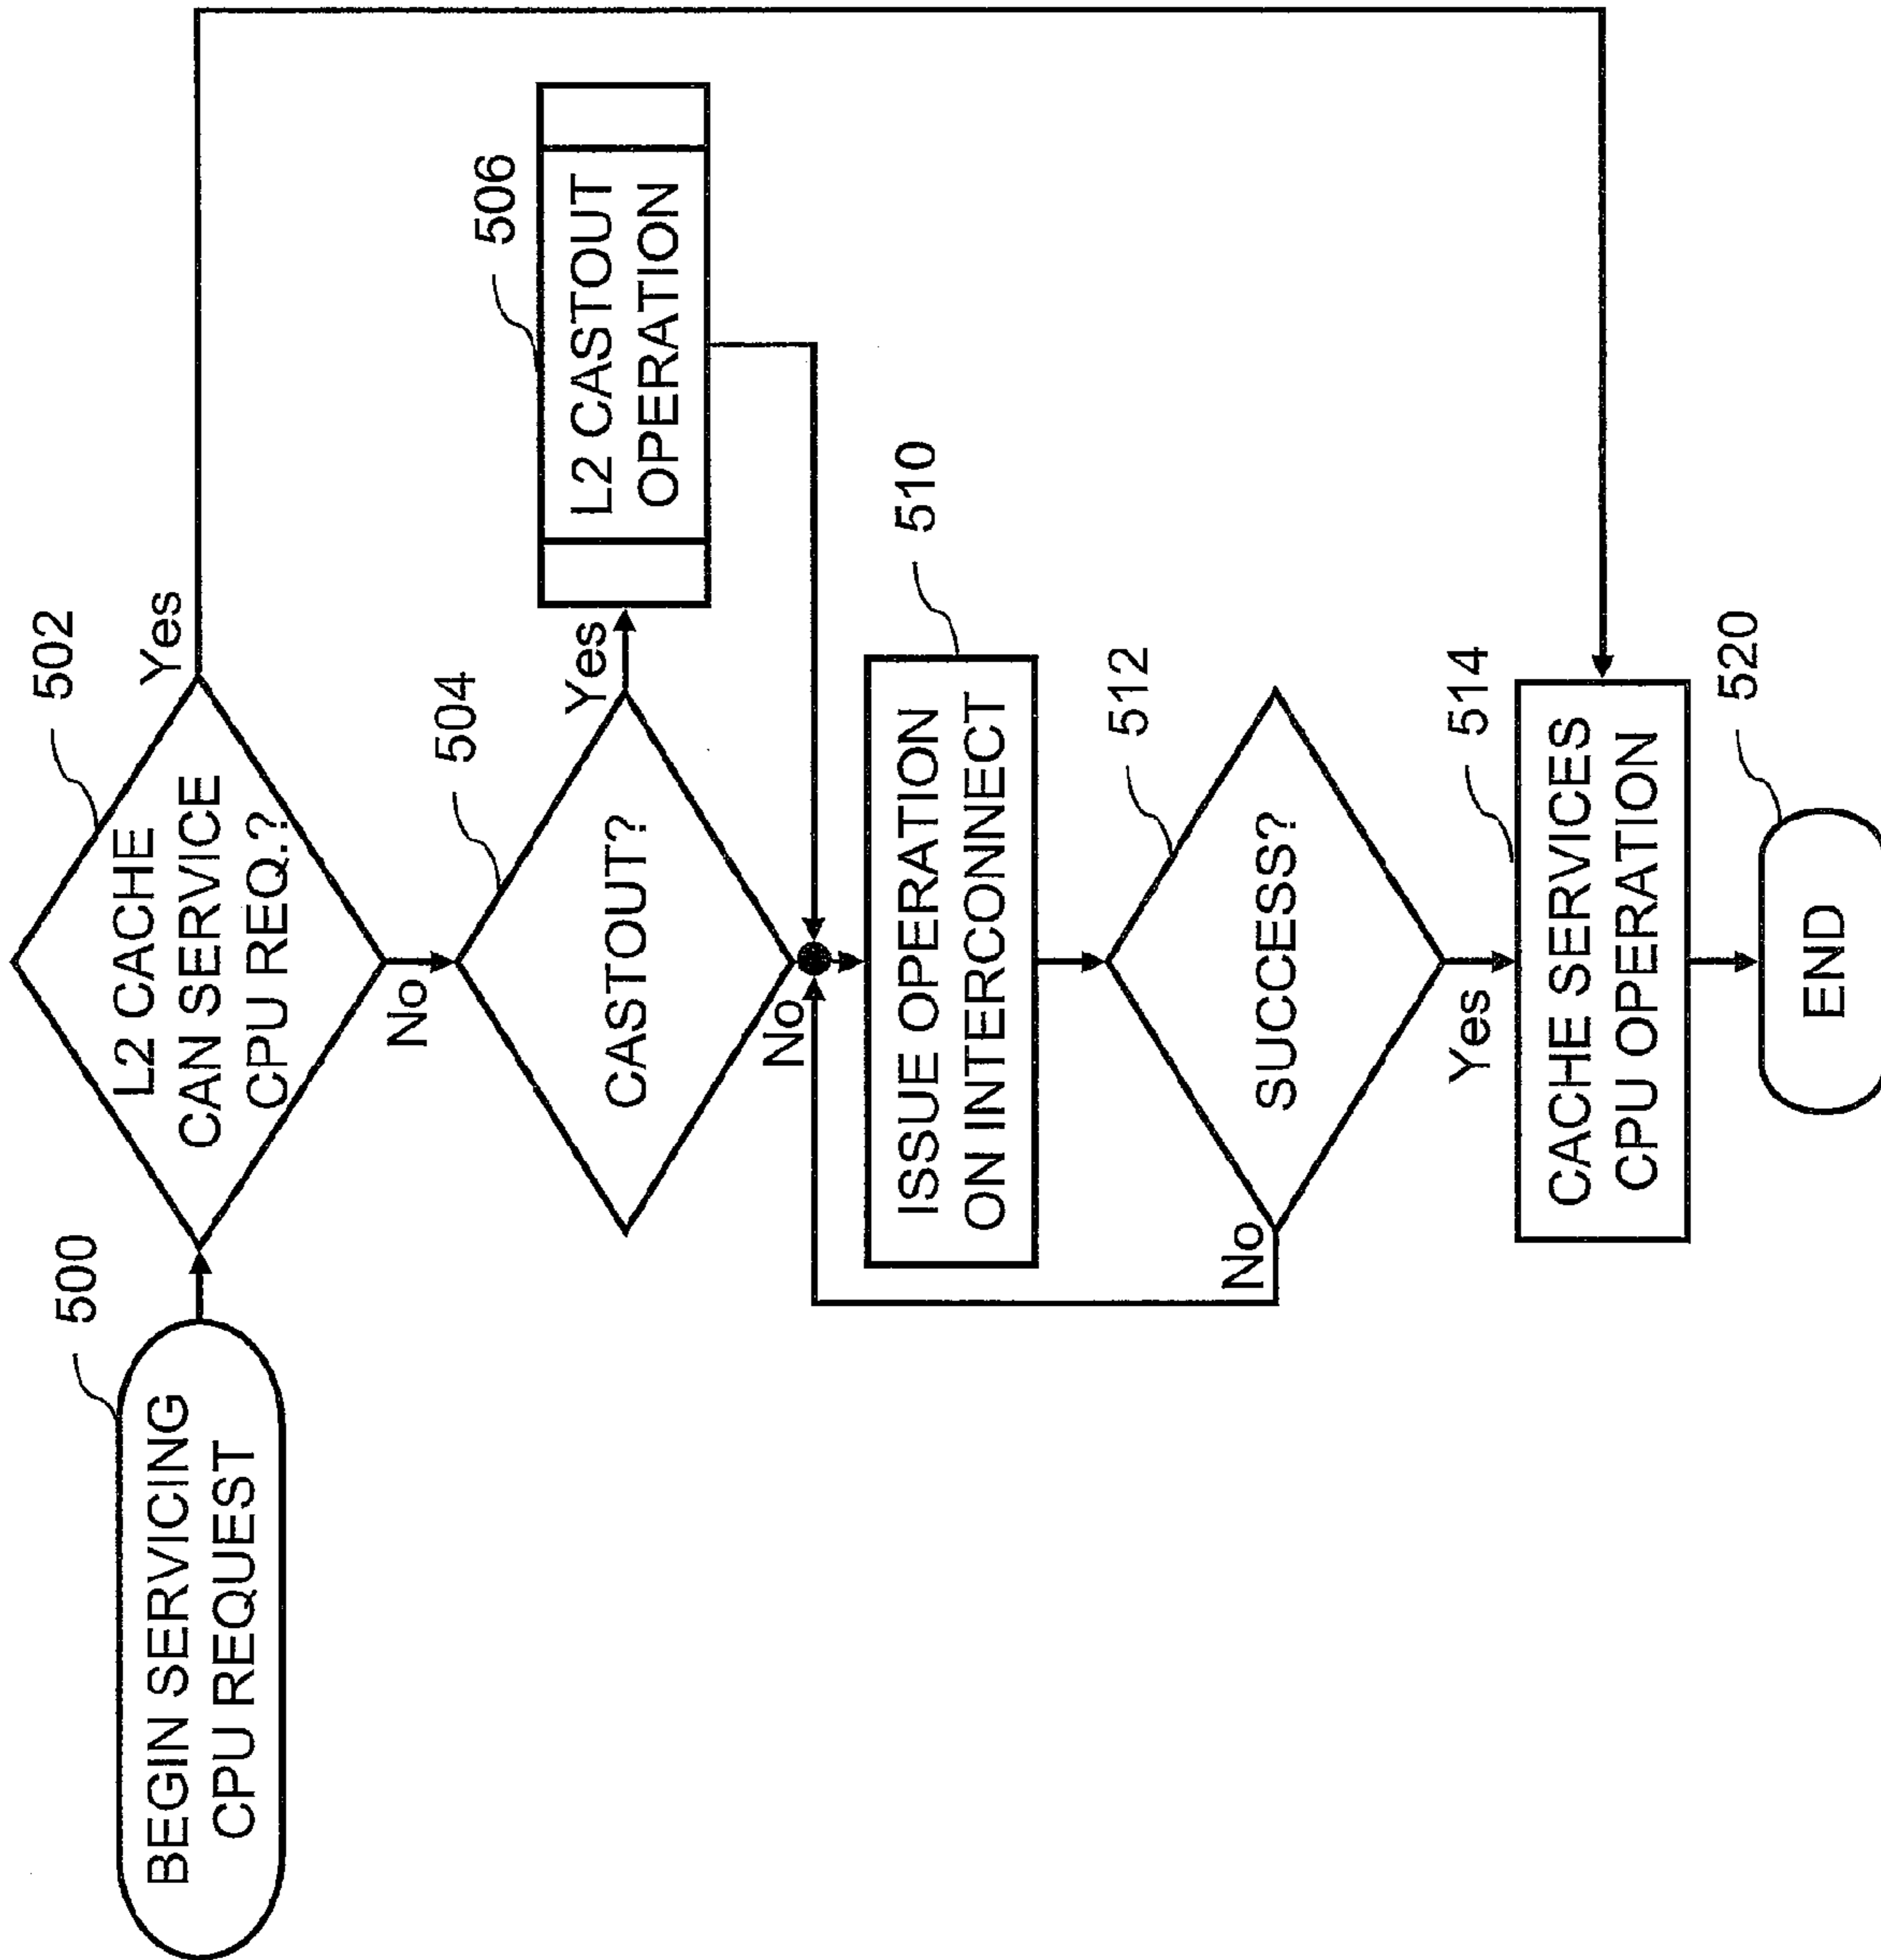 500
BEGIN SERVICING
CPU REQUEST
502
L2 CACHE
CAN SERVICE
CPU REQ.?
Yes
No
504
CASTOUT?
Yes
No
506
L2 CASTOUT
OPERATION
510
ISSUE OPERATION
ON INTERCONNECT
512
SUCCESS?
No
Yes
514
CACHE SERVICES
CPU OPERATION
520
END